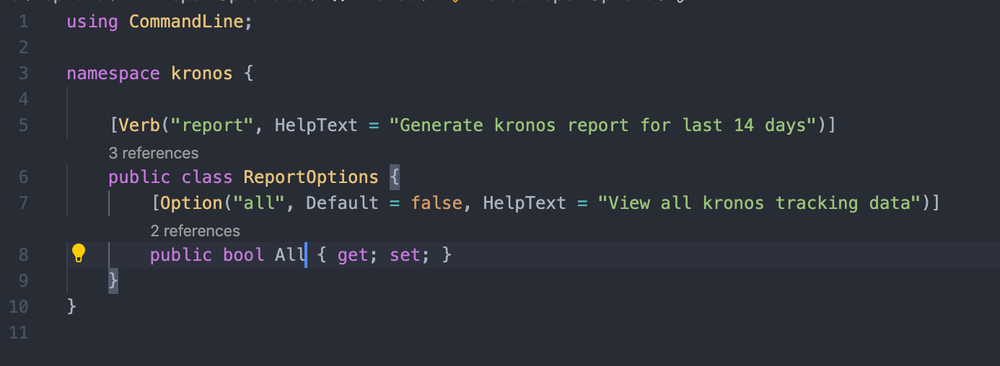 1 using CommandLine;
2
3 namespace kronos {
4
5 [Verb("report", HelpText = "Generate kronos report for last 14 days")]
3 references
6 public class ReportOptions {
7 [Option("all", Default = false, HelpText = "View all kronos tracking data")]
2 references
8 public bool All { get; set; }
9 }
10 }
11